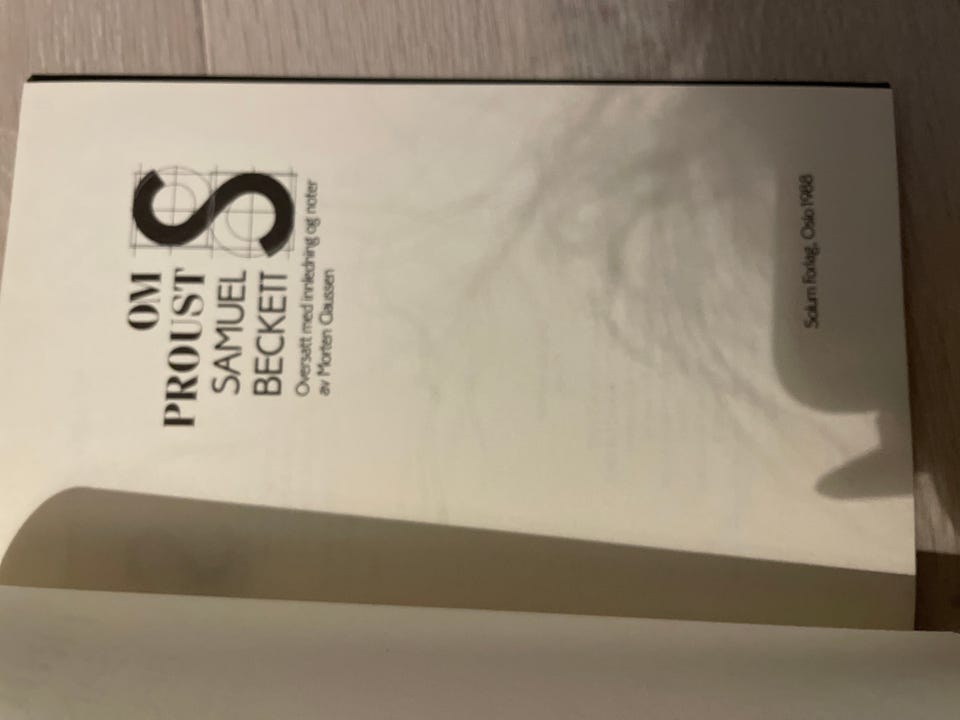 OM
PROUST
SAMUEL
BECKETT
S
Oversatt med innledning og noter
av Morten Claussen
Solum Forlag, Oslo 1988